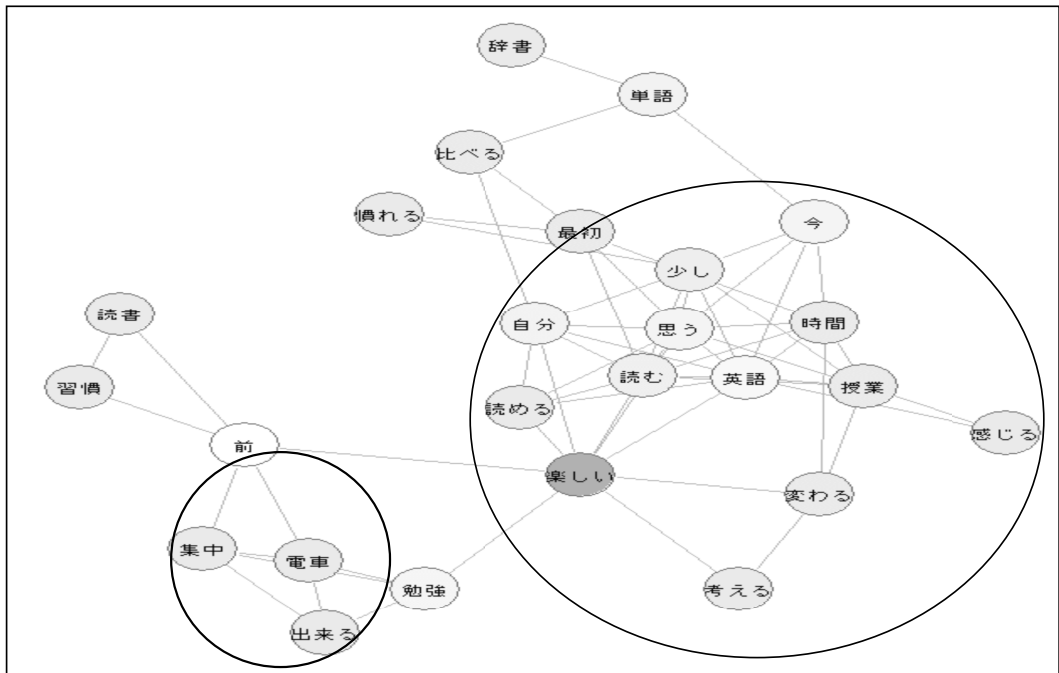 辞書
単語
比べる
慣れる
最初
今
少し
読書
自分
思う
時間
習慣
読む
英語
授業
読める
感じる
前
楽しい
変わる
集中
電車
勉強
考える
出来る